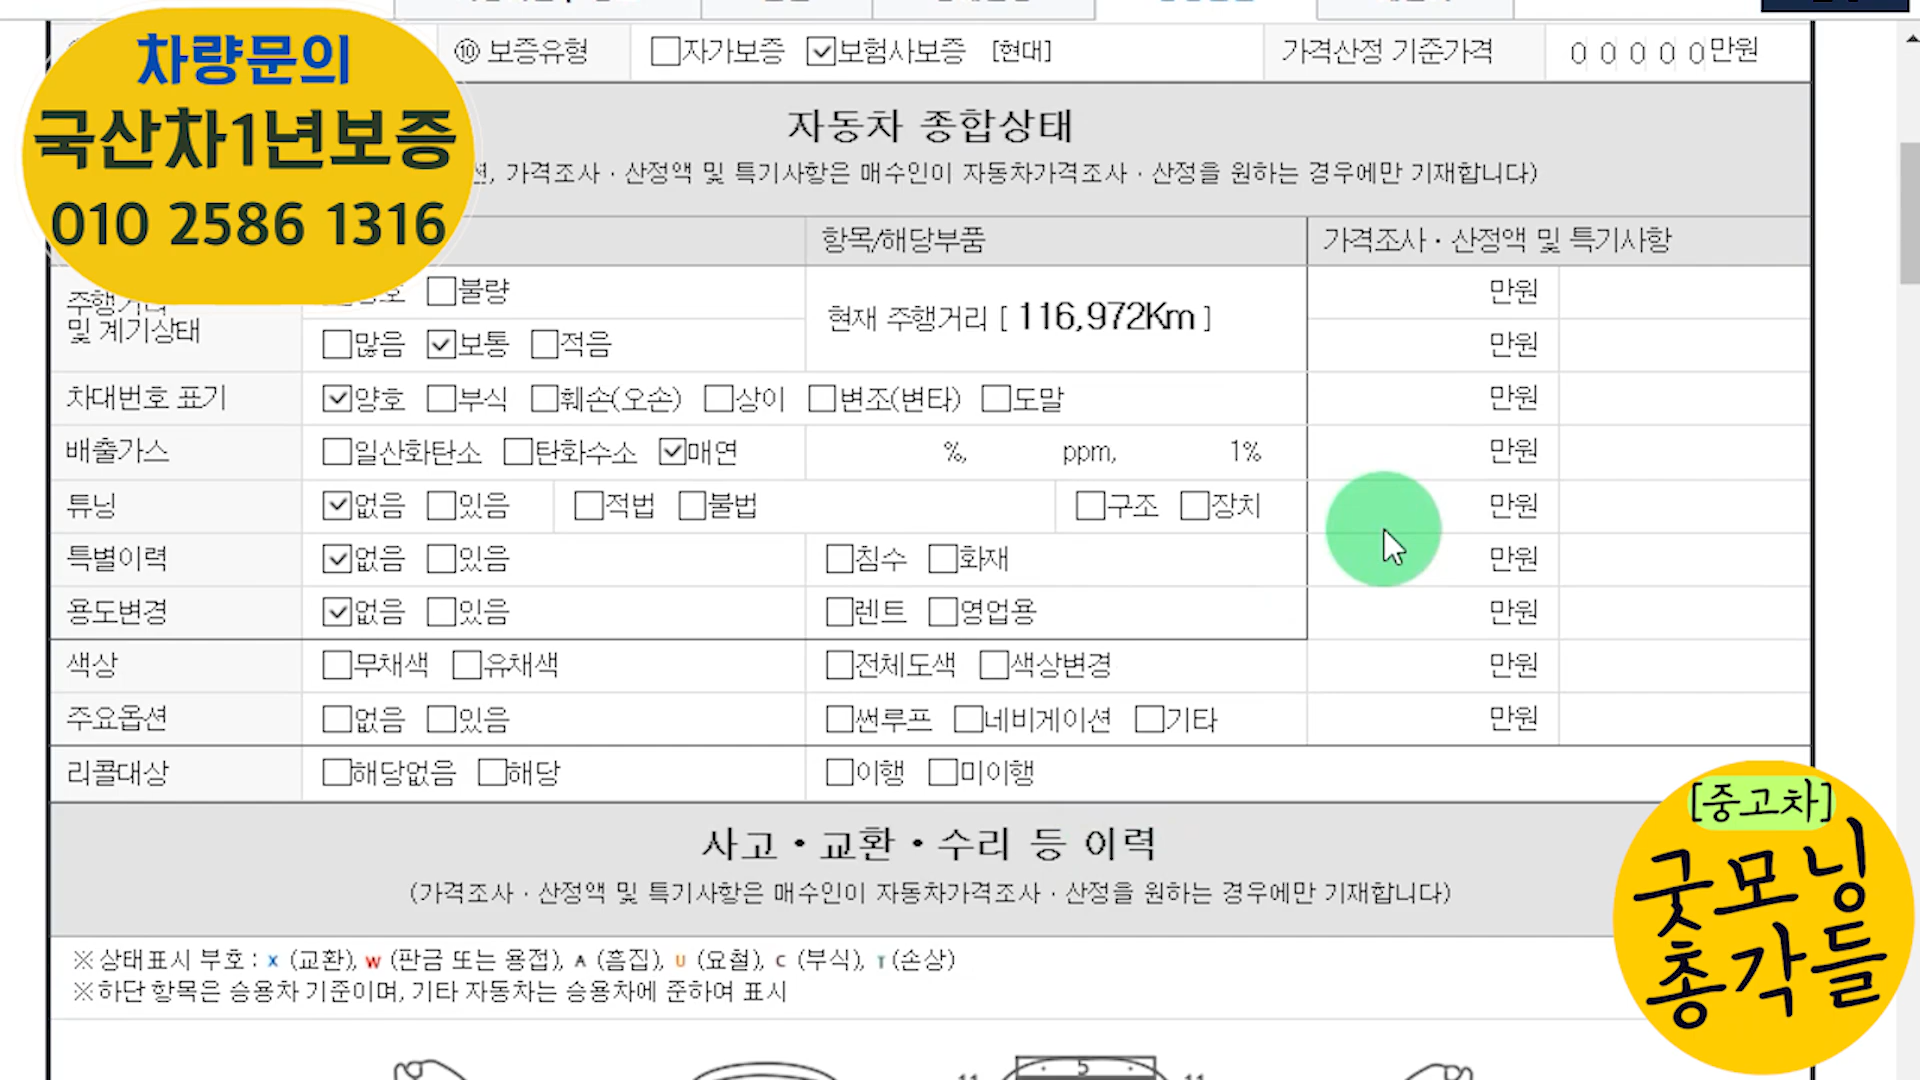 차량문의
국산차1년보증
010 2586 1316
⑩ 보증유형 □자가보증 ☑보험사보증 [현대] 가격산정 기준가격 0 0 0 0 0만원
자동차 종합상태
가격조사 · 산정액 및 특기사항은 매수인이 자동차가격조사 · 산정을 원하는 경우에만 기재합니다)
항목/해당부품 가격조사 · 산정액 및 특기사항
주행거리
및 계기상태
□불량
현재 주행거리 [ 116,972Km ]
만원
□많음 ☑보통 □적음 만원
차대번호 표기 ☑양호 □부식 □훼손(오손) □상이 □변조(변타) □도말 만원
배출가스 □일산화탄소 □탄화수소 ☑매연 %, ppm, 1% 만원
튜닝 ☑없음 □있음 □적법 □불법 □구조 □장치 만원
특별이력 ☑없음 □있음 □침수 □화재 만원
용도변경 ☑없음 □있음 □렌트 □영업용 만원
색상 □무채색 □유채색 □전체도색 □색상변경 만원
주요옵션 □없음 □있음 □썬루프 □네비게이션 □기타 만원
리콜대상 □해당없음 □해당 □이행 □미이행
사고 • 교환 • 수리 등 이력
(가격조사 · 산정액 및 특기사항은 매수인이 자동차가격조사 · 산정을 원하는 경우에만 기재합니다)
※ 상태표시 부호 : X (교환), W (판금 또는 용접), A (흠집), U (요철), C (부식), T (손상)
※ 하단 항목은 승용차 기준이며, 기타 자동차는 승용차에 준하여 표시
5
[중고차]
굿모닝
총각들